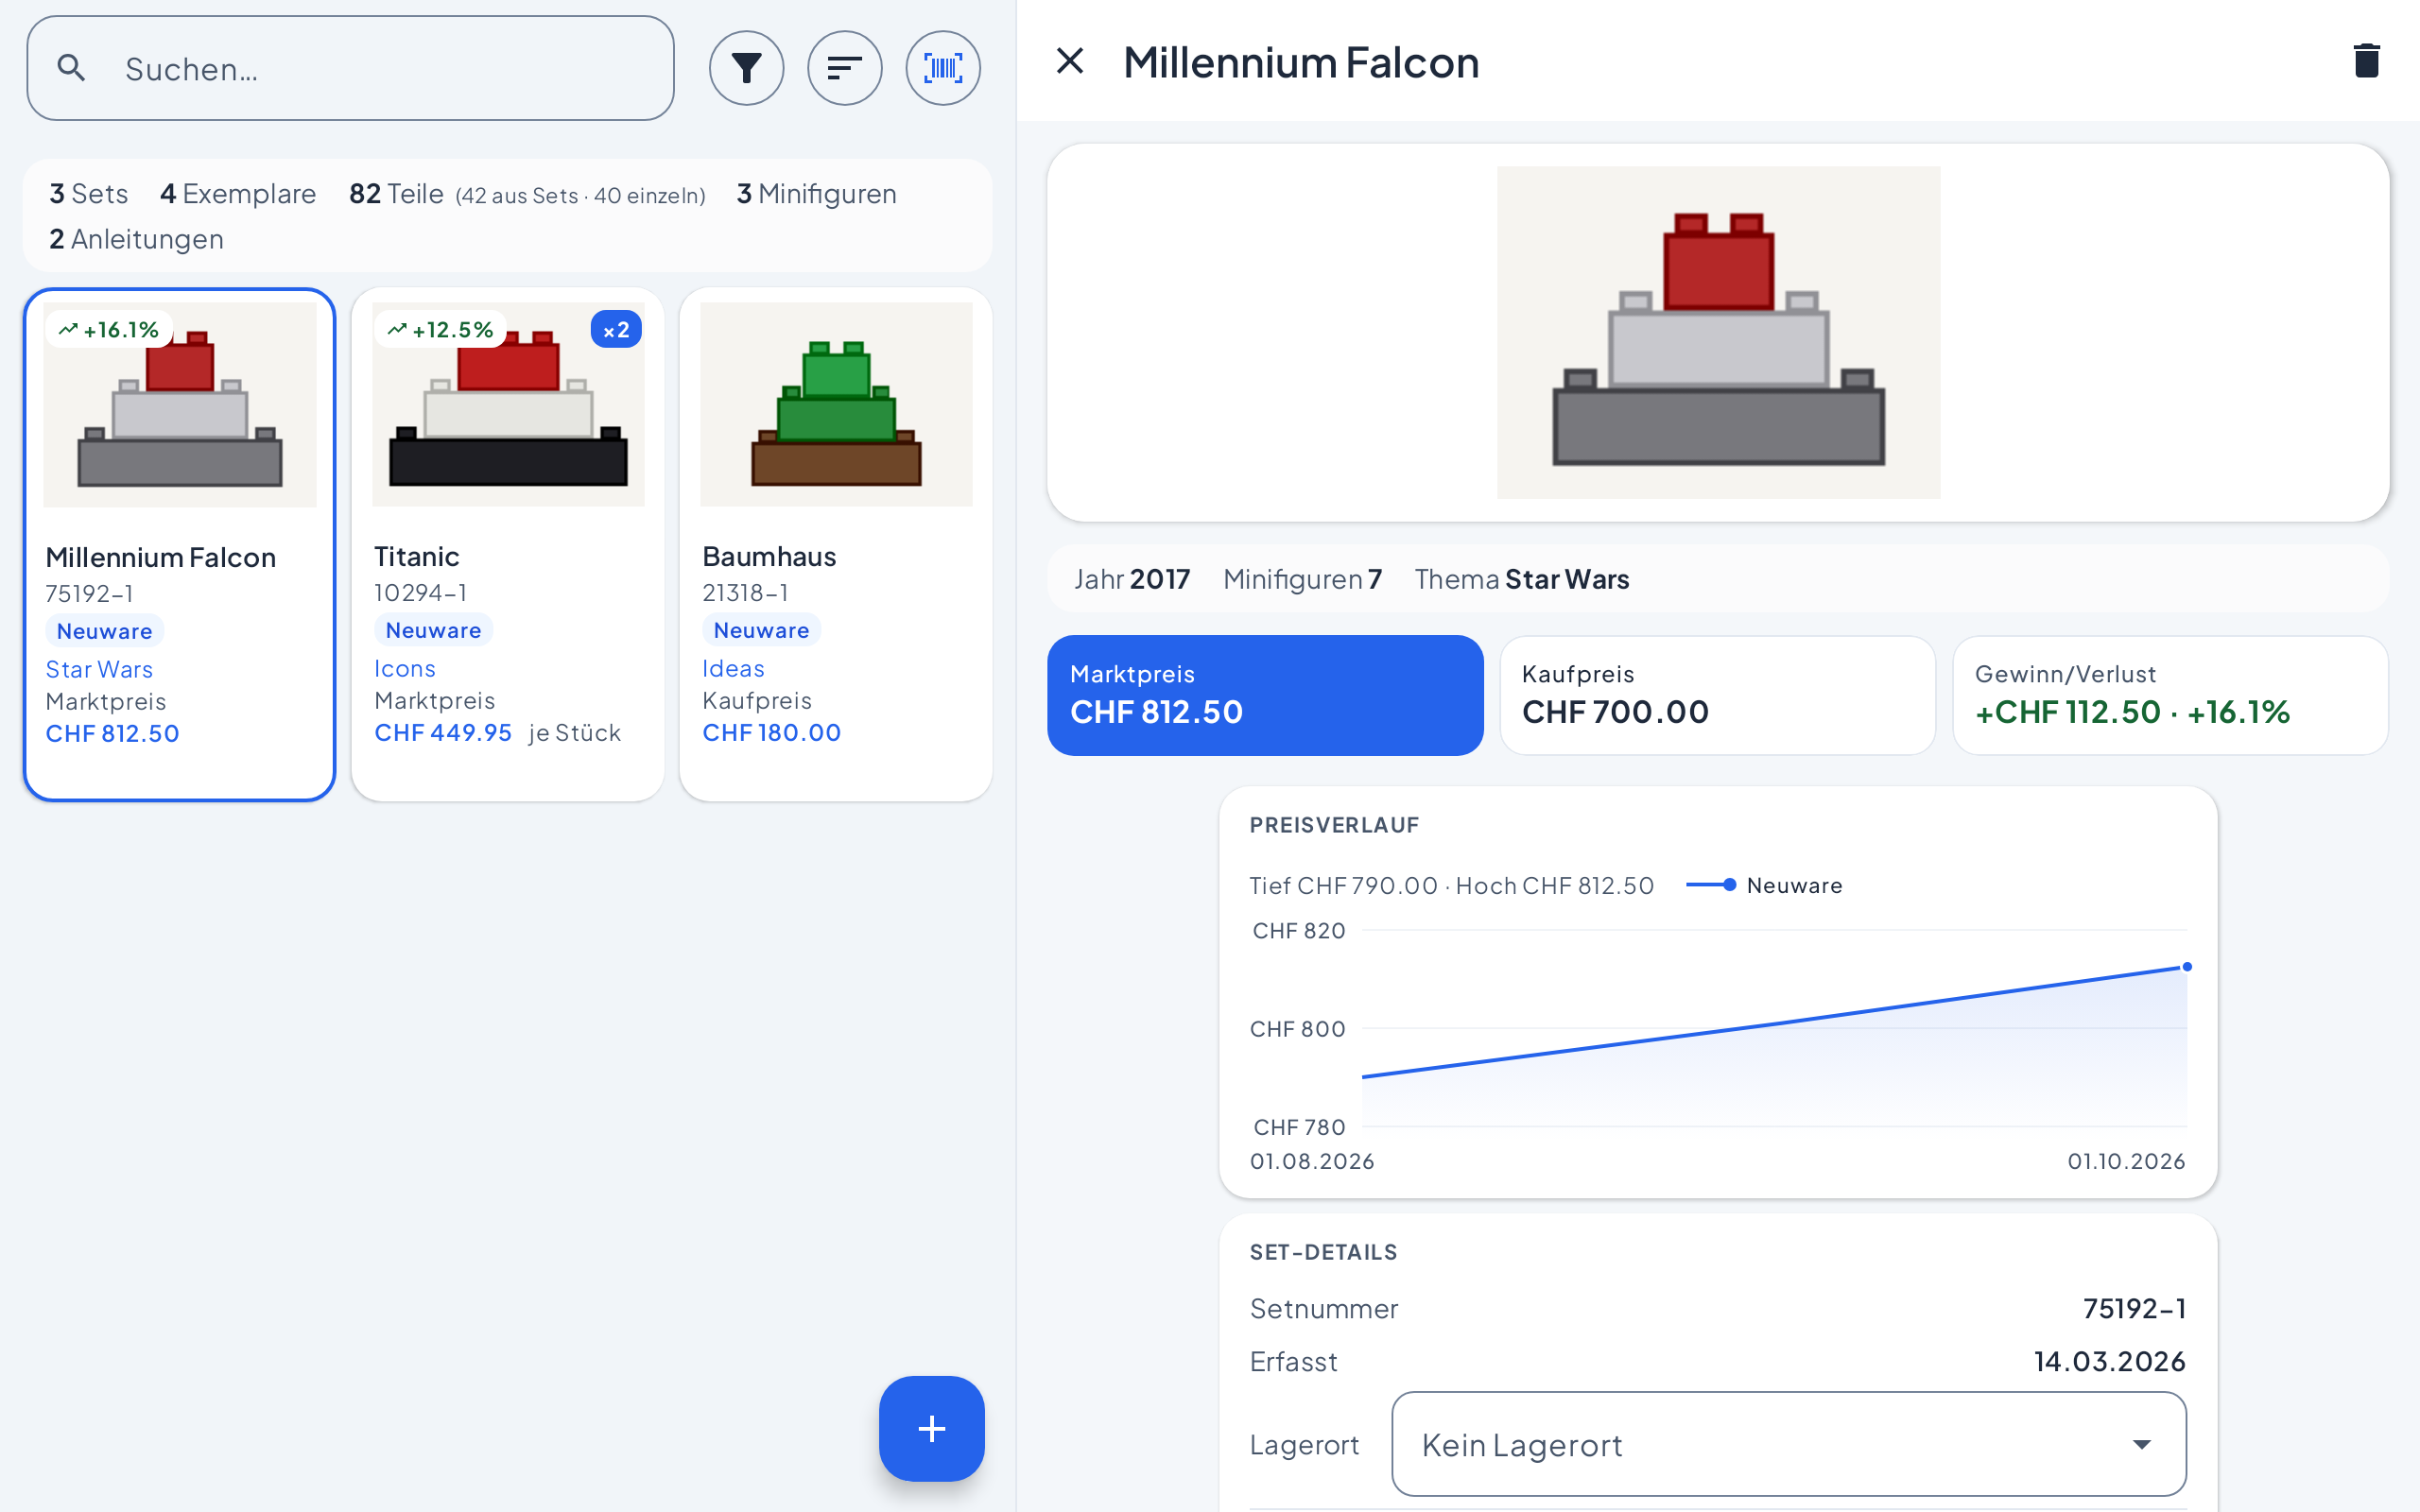 Suchen...
3 Sets 4 Exemplare 82 Teile (42 aus Sets · 40 einzeln) 3 Minifiguren
2 Anleitungen
+16.1%
Millennium Falcon
75192-1
Neuware
Star Wars
Marktpreis
CHF 812.50
+12.5% ×2
Titanic
10294-1
Neuware
Icons
Marktpreis
CHF 449.95 je Stück
Baumhaus
21318-1
Neuware
Ideas
Kaufpreis
CHF 180.00
Millennium Falcon
Jahr 2017 Minifiguren 7 Thema Star Wars
Marktpreis
CHF 812.50
Kaufpreis
CHF 700.00
Gewinn/Verlust
+CHF 112.50 · +16.1%
PREISVERLAUF
Tief CHF 790.00 · Hoch CHF 812.50 Neuware
CHF 820
CHF 800
CHF 780
01.08.2026 01.10.2026
SET-DETAILS
Setnummer 75192-1
Erfasst 14.03.2026
Lagerort Kein Lagerort